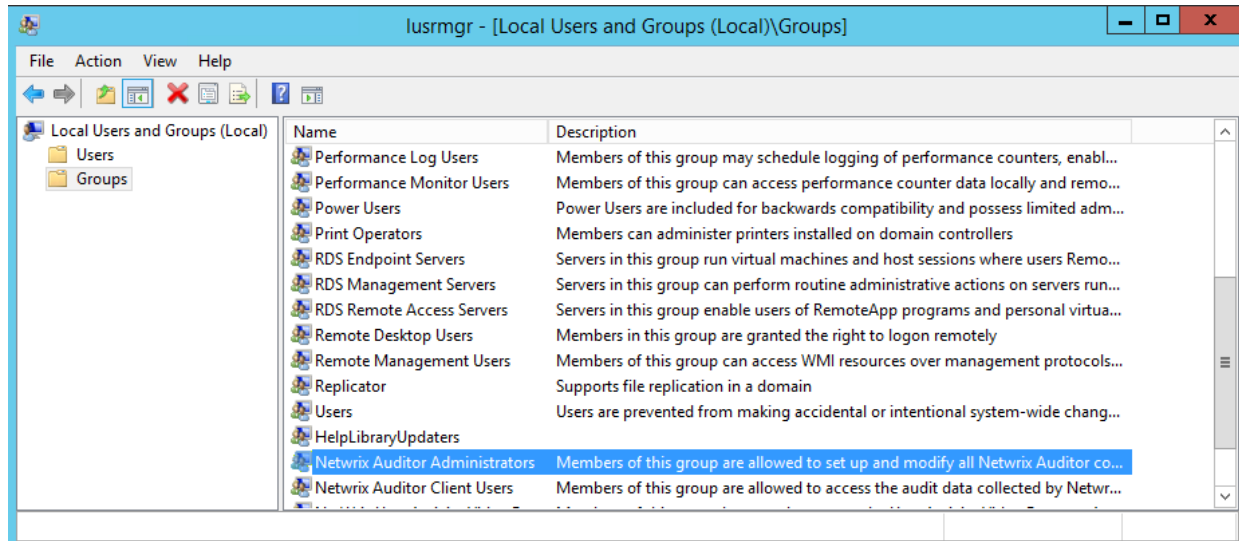 lusrmgr - [Local Users and Groups (Local)\Groups]
File Action View Help
Local Users and Groups (Local)
Users
Groups
Name Description
Performance Log Users Members of this group may schedule logging of performance counters, enabl...
Performance Monitor Users Members of this group can access performance counter data locally and remo...
Power Users Power Users are included for backwards compatibility and possess limited adm...
Print Operators Members can administer printers installed on domain controllers
RDS Endpoint Servers Servers in this group run virtual machines and host sessions where users Remo...
RDS Management Servers Servers in this group can perform routine administrative actions on servers run...
RDS Remote Access Servers Servers in this group enable users of RemoteApp programs and personal virtua...
Remote Desktop Users Members in this group are granted the right to logon remotely
Remote Management Users Members of this group can access WMI resources over management protocols...
Replicator Supports file replication in a domain
Users Users are prevented from making accidental or intentional system-wide chang...
HelpLibraryUpdaters
Netwrix Auditor Administrators Members of this group are allowed to set up and modify all Netwrix Auditor co...
Netwrix Auditor Client Users Members of this group are allowed to access the audit data collected by Netwr...